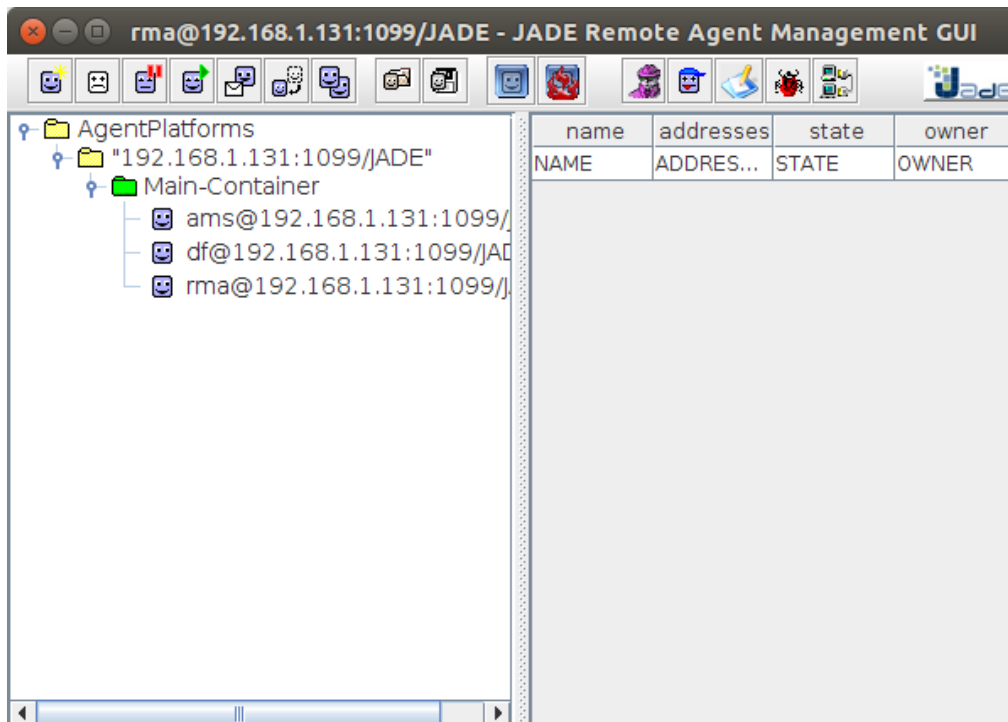 rma@192.168.1.131:1099/JADE - JADE Remote Agent Management GUI
Jade
AgentPlatforms
"192.168.1.131:1099/JADE"
Main-Container
ams@192.168.1.131:1099/J
df@192.168.1.131:1099/JAD
rma@192.168.1.131:1099/J
name addresses state owner
NAME ADDRES... STATE OWNER